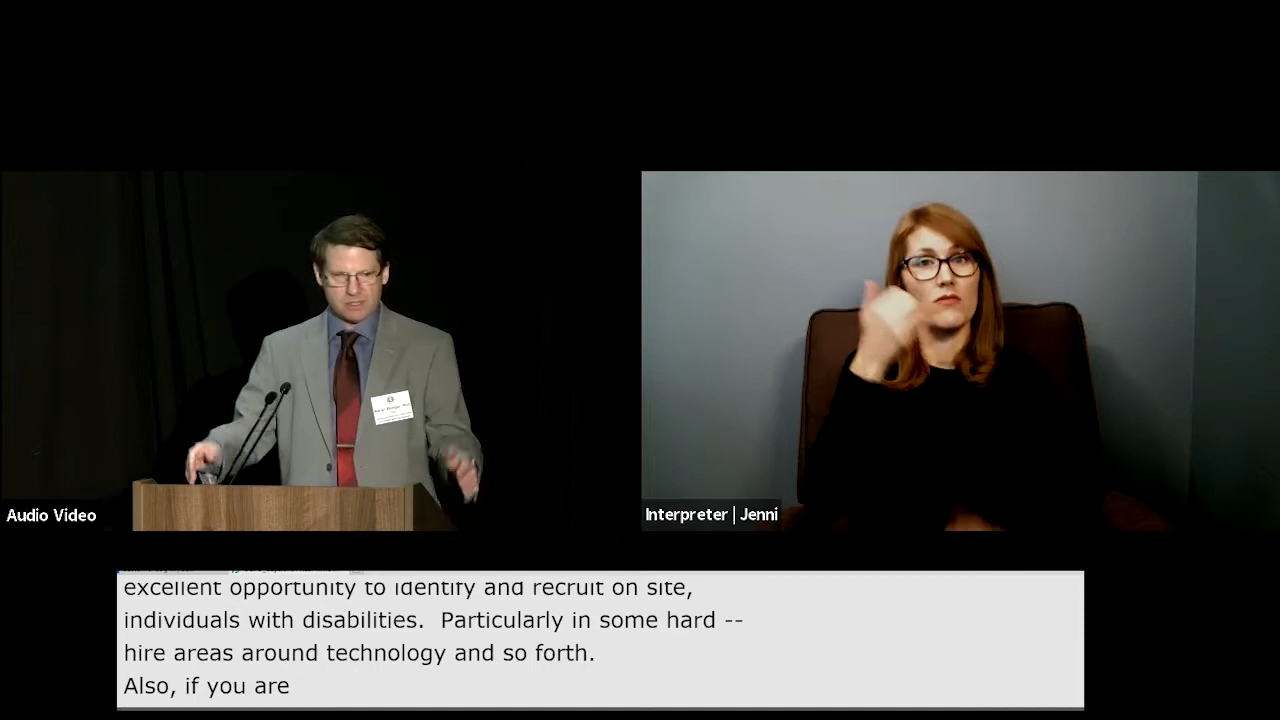 Audio Video
Interpreter | Jenni
excellent opportunity to identify and recruit on site,
individuals with disabilities.  Particularly in some hard --
hire areas around technology and so forth.
Also, if you are